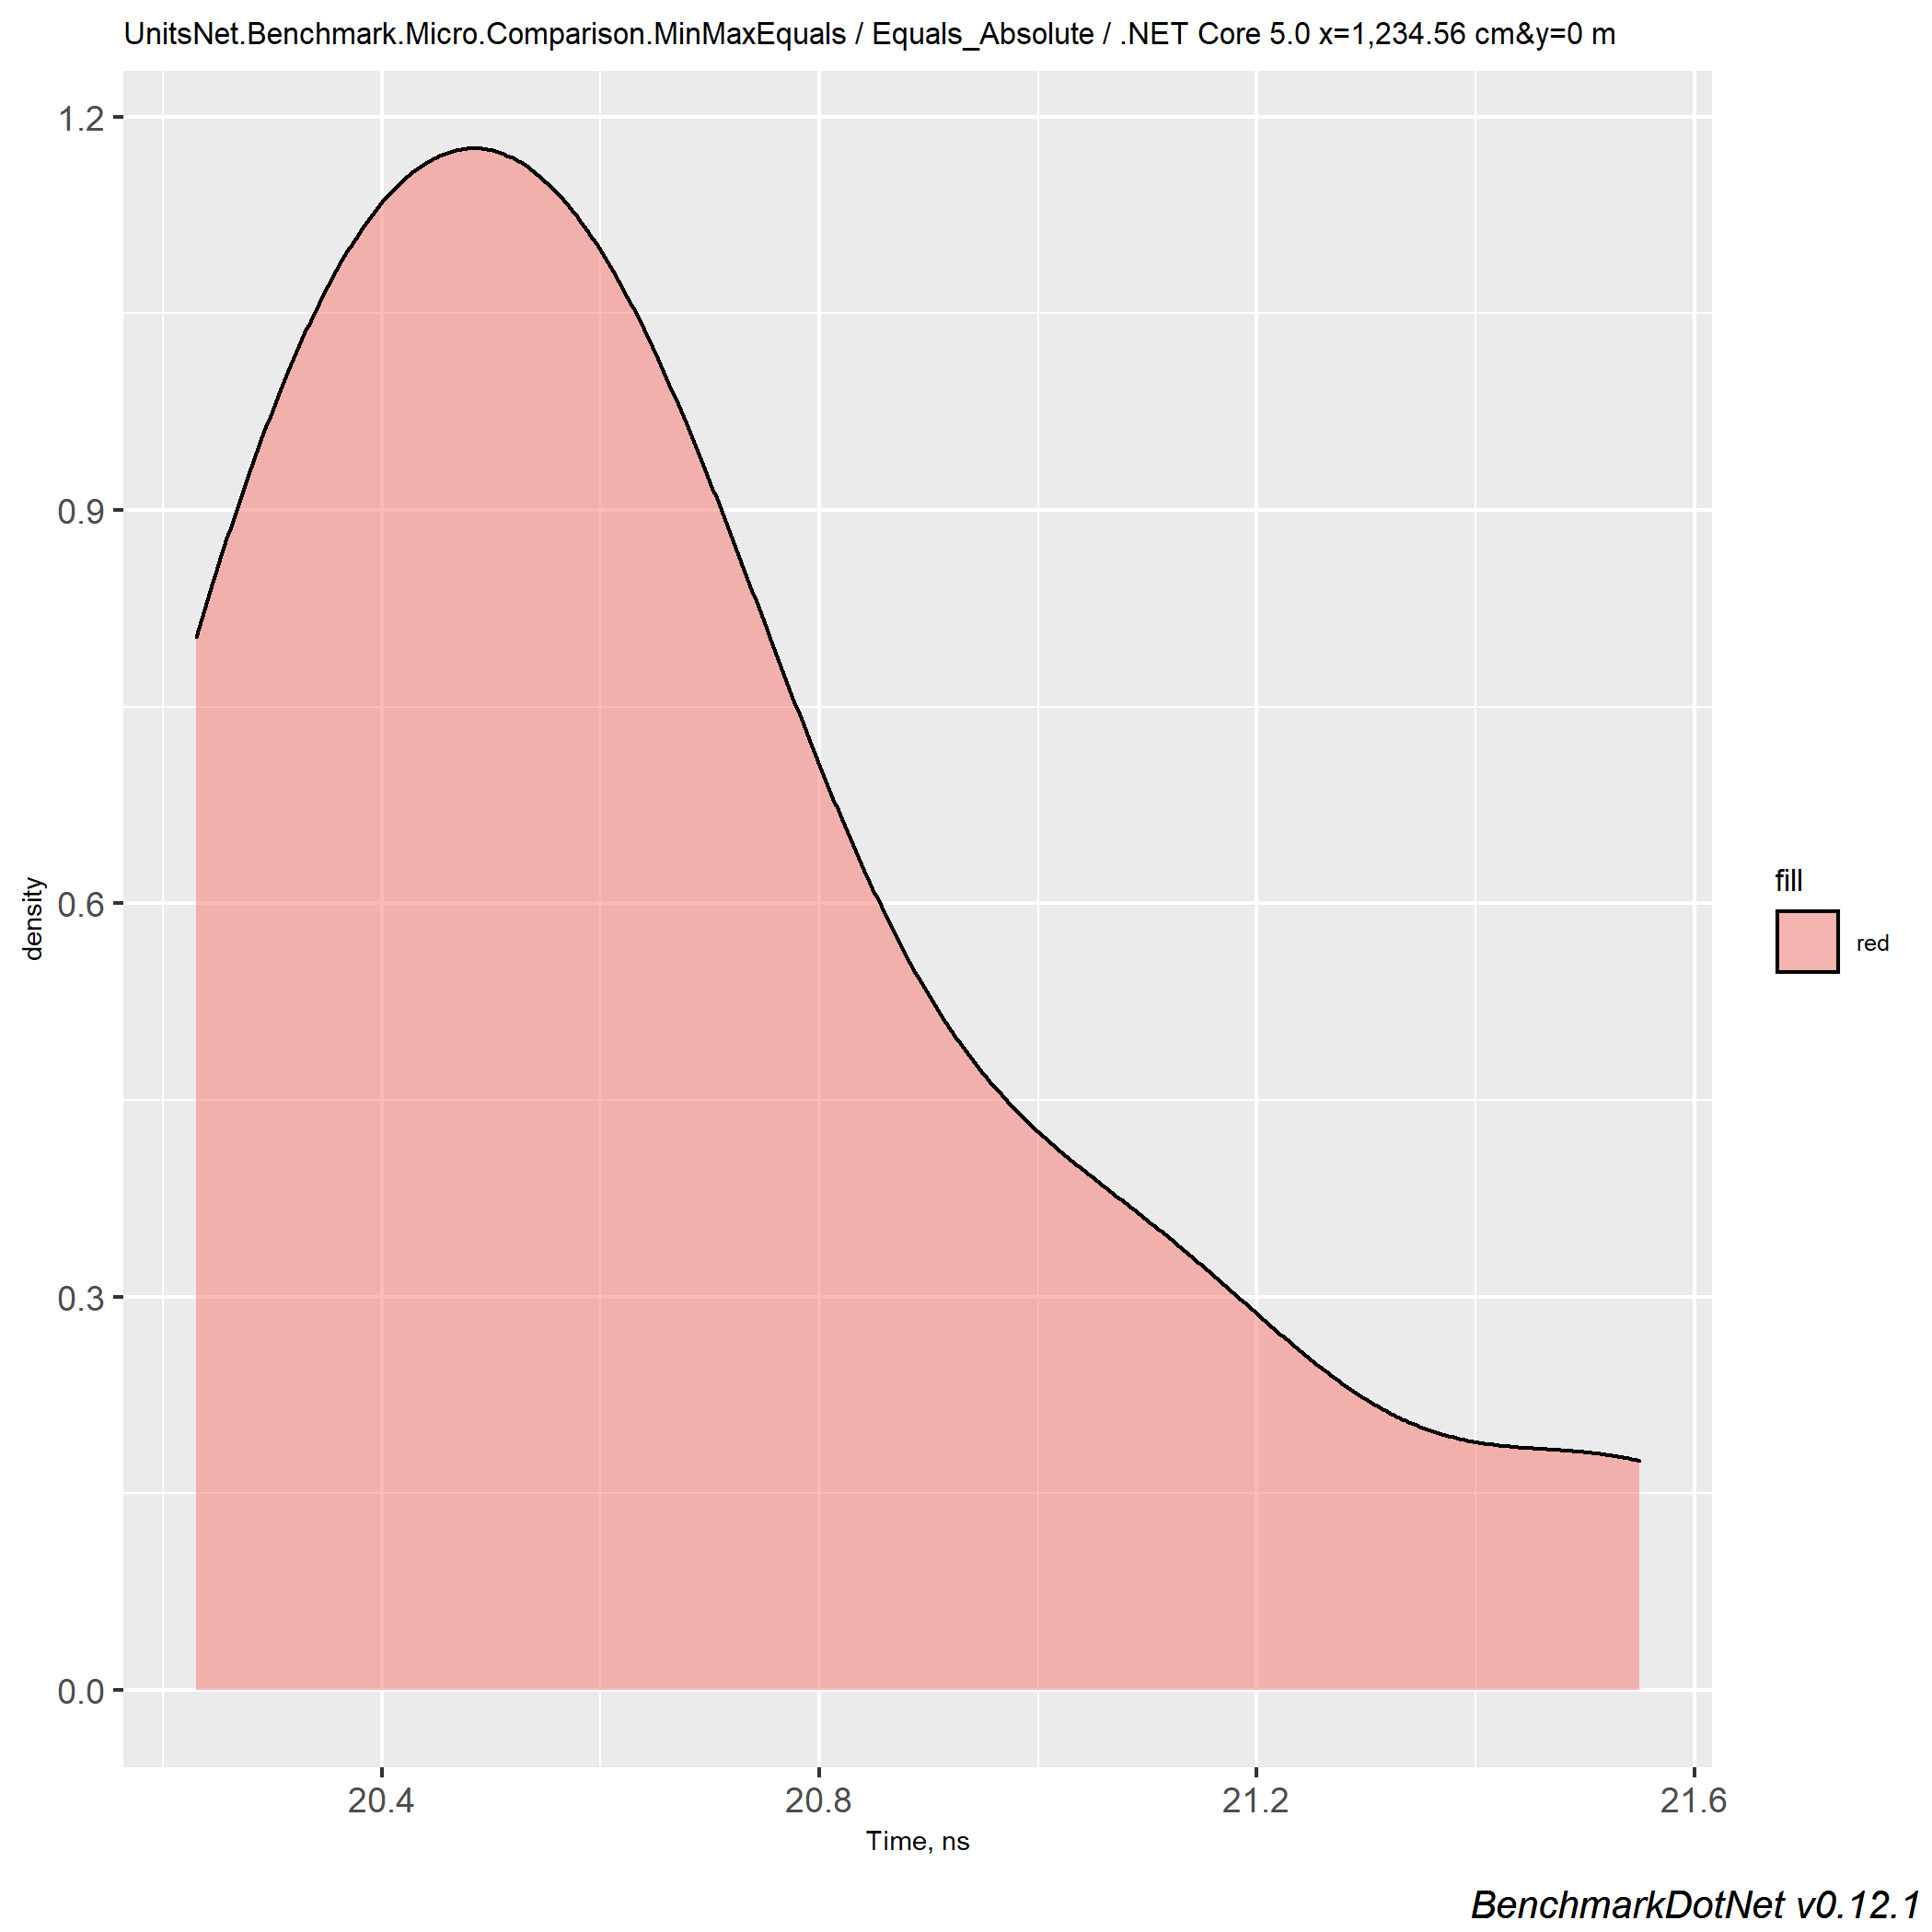 UnitsNet.Benchmark.Micro.Comparison.MinMaxEquals / Equals_Absolute / .NET Core 5.0 x=1,234.56 cm&y=0 m
1.2
0.9
0.6
0.3
0.0
density
20.4 20.8 21.2 21.6
Time, ns
fill
red
BenchmarkDotNet v0.12.1